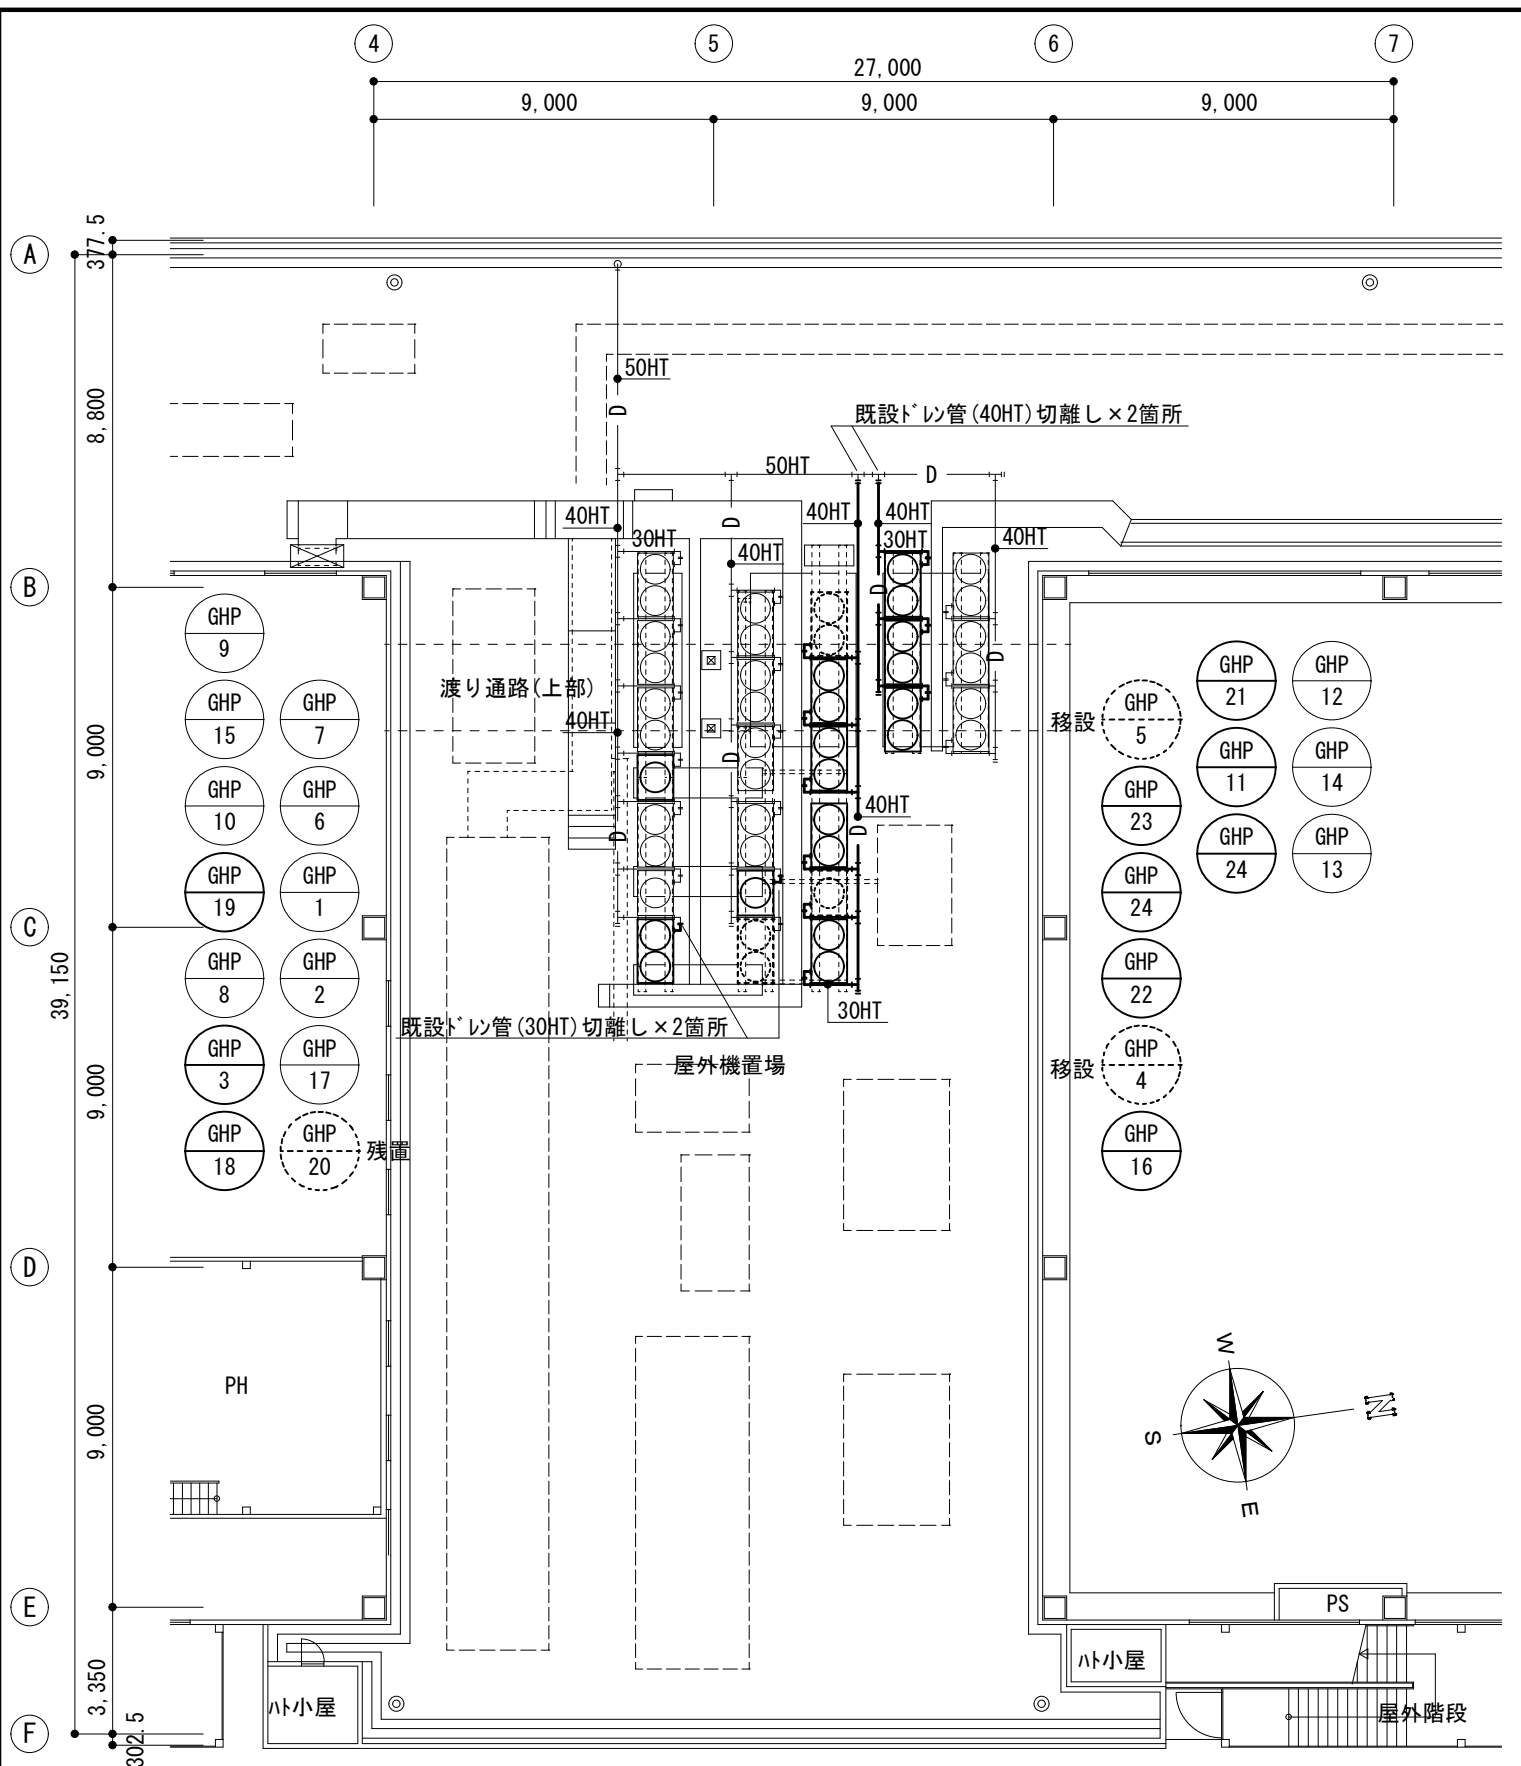 4
5
6
7
27,000
9,000
9,000
9,000
A
377.5
8,800
50HT
D
既設ドレン管(40HT)切離し×2箇所
50HT
D
40HT
30HT
D
40HT
40HT
40HT
30HT
40HT
B
GHP
9
D
D
GHP
21
GHP
12
渡り通路(上部)
GHP
15
GHP
7
40HT
移設
GHP
5
9,000
D
GHP
10
GHP
6
40HT
D
D
GHP
23
GHP
11
GHP
14
GHP
19
GHP
1
GHP
24
GHP
24
GHP
13
C
39,150
GHP
8
GHP
2
GHP
22
既設ドレン管(30HT)切離し×2箇所
30HT
9,000
GHP
3
GHP
17
屋外機置場
移設
GHP
4
GHP
18
GHP
20
残置
GHP
16
D
PH
9,000
W
N
S
E
E
PS
3,350
ハト小屋
ハト小屋
屋外階段
F
302.5